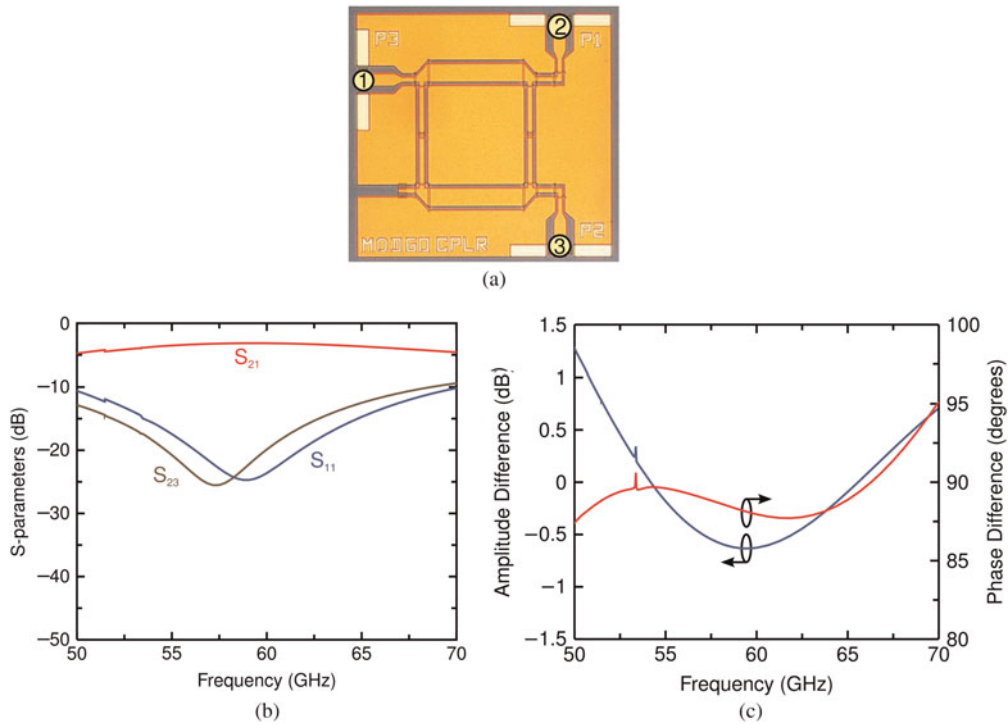 P3
2
P1
1
MODGO CPLR
3
P2
(a)
S-parameters (dB)
0
−10
−20
−30
−40
−50
S21
S23
S11
50
55
60
65
70
Frequency (GHz)
(b)
Amplitude Difference (dB)
1.5
1
0.5
0
−0.5
−1
−1.5
100
95
90
85
80
Phase Difference (degrees)
50
55
60
65
70
Frequency (GHz)
(c)